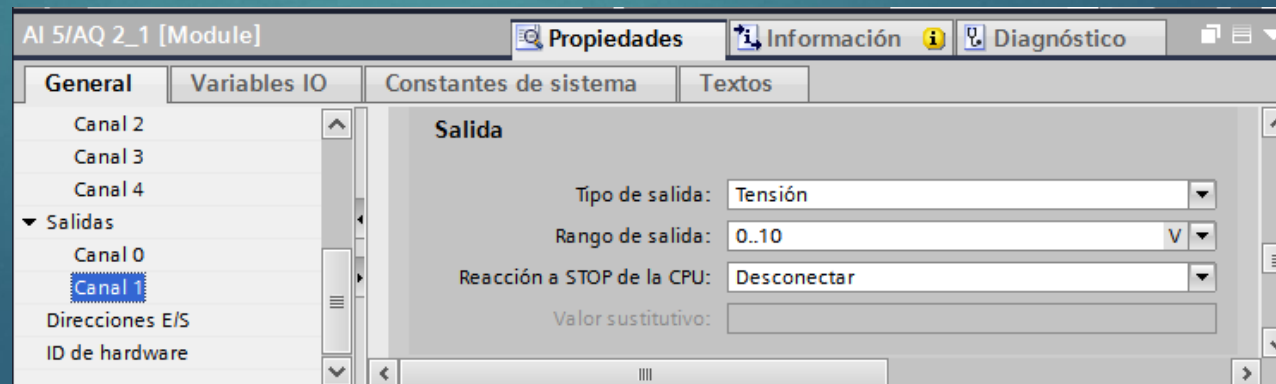 AI 5/AQ 2_1 [Module]
Propiedades
Información
Diagnóstico
General
Variables IO
Constantes de sistema
Textos
Canal 2
Canal 3
Canal 4
Salidas
Canal 0
Canal 1
Direcciones E/S
ID de hardware
Salida
Tipo de salida: Tensión
Rango de salida: 0..10 V
Reacción a STOP de la CPU: Desconectar
Valor sustitutivo: